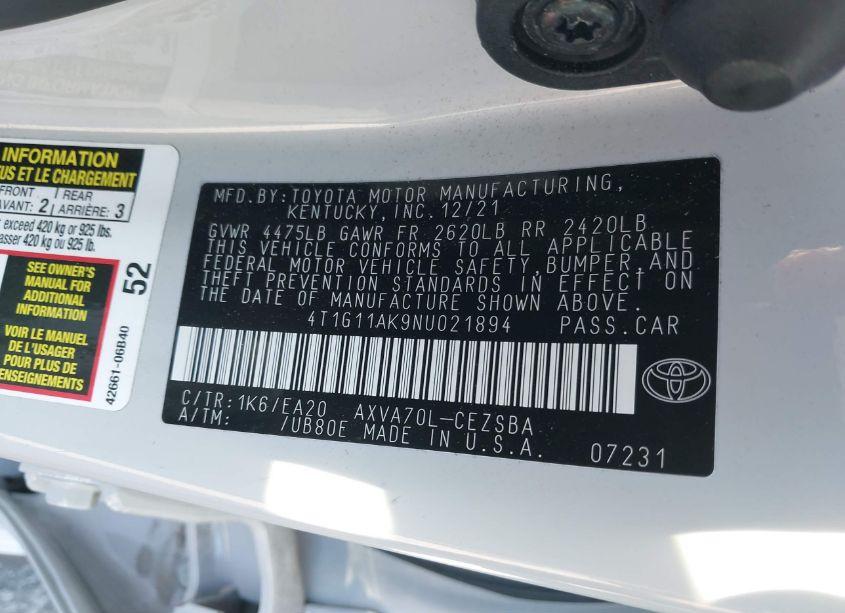 INFORMATION
US ET LE CHARGEMENT
FRONT
AVANT: 2
REAR
ARRIÈRE: 3
exceed 420 kg or 925 lbs.
asser 420 kg ou 925 lb.
SEE OWNER'S
MANUAL FOR
ADDITIONAL
INFORMATION
VOIR LE MANUEL
DE L'USAGER
POUR PLUS DE
RENSEIGNEMENTS
52
42661-06B40
MFD.BY:TOYOTA MOTOR MANUFACTURING,
KENTUCKY,INC.12/21
GVWR 4475LB GAWR FR 2620LB RR 2420LB
THIS VEHICLE CONFORMS TO ALL APPLICABLE
FEDERAL MOTOR VEHICLE SAFETY,BUMPER,AND
THEFT PREVENTION STANDARDS IN EFFECT ON
THE DATE OF MANUFACTURE SHOWN ABOVE.
4T1G11AK9NU021894 PASS.CAR
C/TR:1K6/EA20 AXVA70L-CEZSBA
A/TM: /UB80E MADE IN U.S.A.
07231